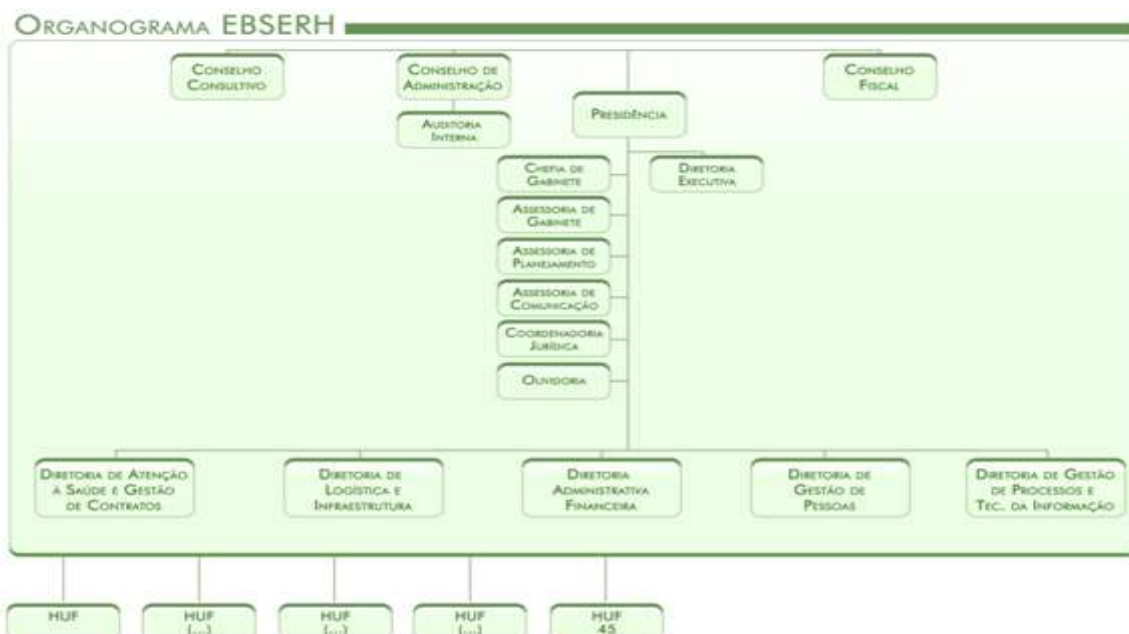 ORGANOGRAMA EBSERH
CONSELHO
CONSULTIVO
CONSELHO DE
ADMINISTRAÇÃO
CONSELHO
FISCAL
AUDITORIA
INTERNA
PRESIDÊNCIA
CHEFIA DE
GABINETE
DIRETORIA
EXECUTIVA
ASSESSORIA DE
GABINETE
ASSESSORIA DE
PLANEJAMENTO
ASSESSORIA DE
COMUNICAÇÃO
COORDENADORIA
JURÍDICA
OUVIDORIA
DIRETORIA DE ATENÇÃO
À SAÚDE E GESTÃO
DE CONTRATOS
DIRETORIA DE
LOGÍSTICA E
INFRAESTRUTURA
DIRETORIA
ADMINISTRATIVA
FINANCEIRA
DIRETORIA DE
GESTÃO DE
PESSOAS
DIRETORIA DE GESTÃO
DE PROCESSOS E
TEC. DA INFORMAÇÃO
HUF
HUF
(...)
HUF
(...)
HUF
(...)
HUF
45